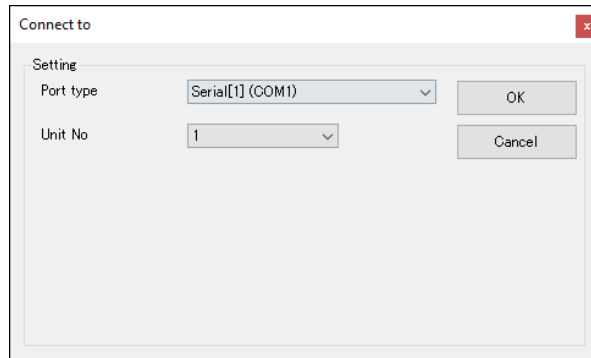 Connect to
x
Setting
Port type
Serial[1] (COM1)
OK
Unit No
1
Cancel